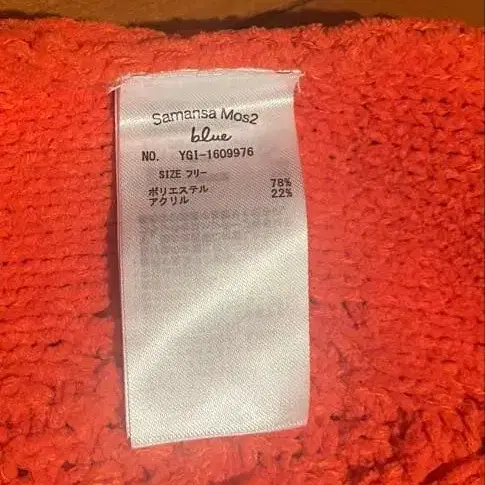 Samansa Mos2
blue
NO. YGI-1609976
SIZE フリー
ポリエステル 78%
アクリル 22%